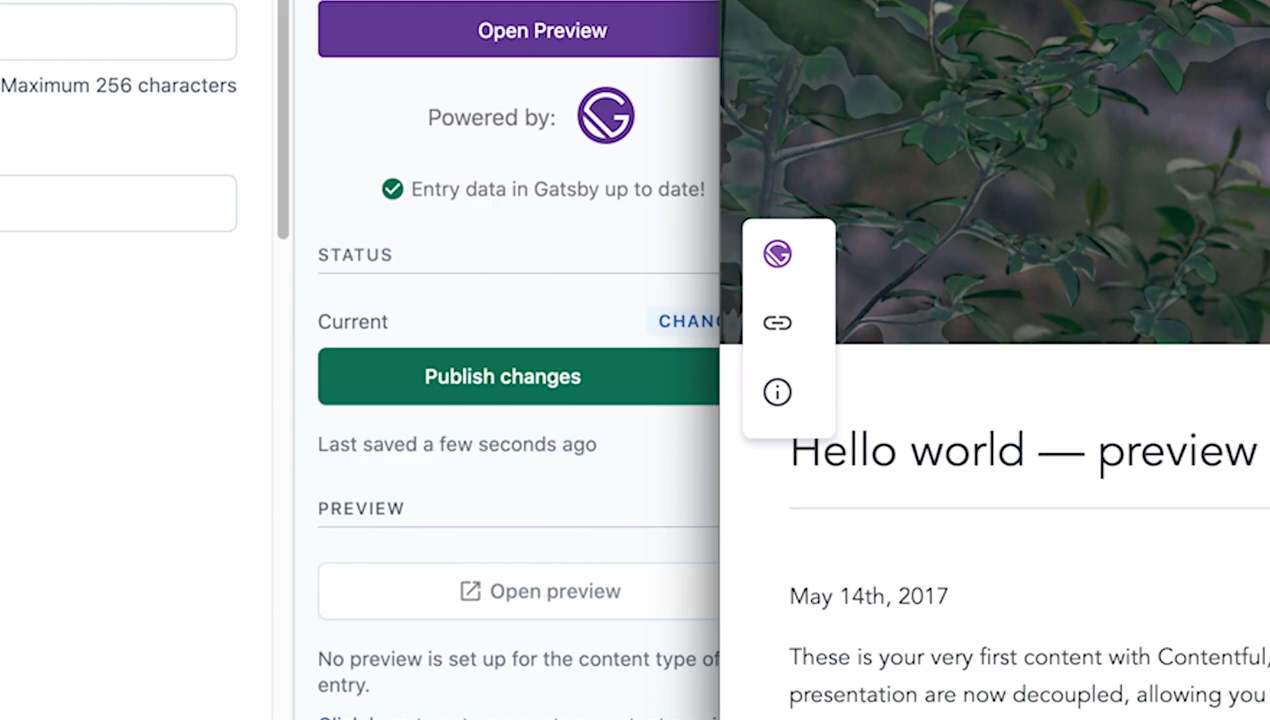 Maximum 256 characters
Open Preview
Powered by:
Entry data in Gatsby up to date!
STATUS
Current
Publish changes
Last saved a few seconds ago
PREVIEW
Open preview
No preview is set up for the content type of
entry.
Hello world — preview
May 14th, 2017
These is your very first content with Contentful,
presentation are now decoupled, allowing you